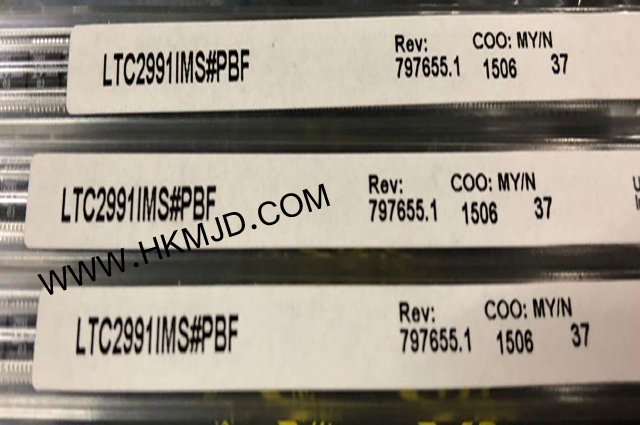 LTC2991IMS#PBF
Rev: COO: MY/N
797655.1 1506 37
LTC2991IMS#PBF
Rev: COO: MY/N
797655.1 1506 37
WWW.HKMJD.COM
LTC2991IMS#PBF
Rev: COO: MY/N
797655.1 1506 37